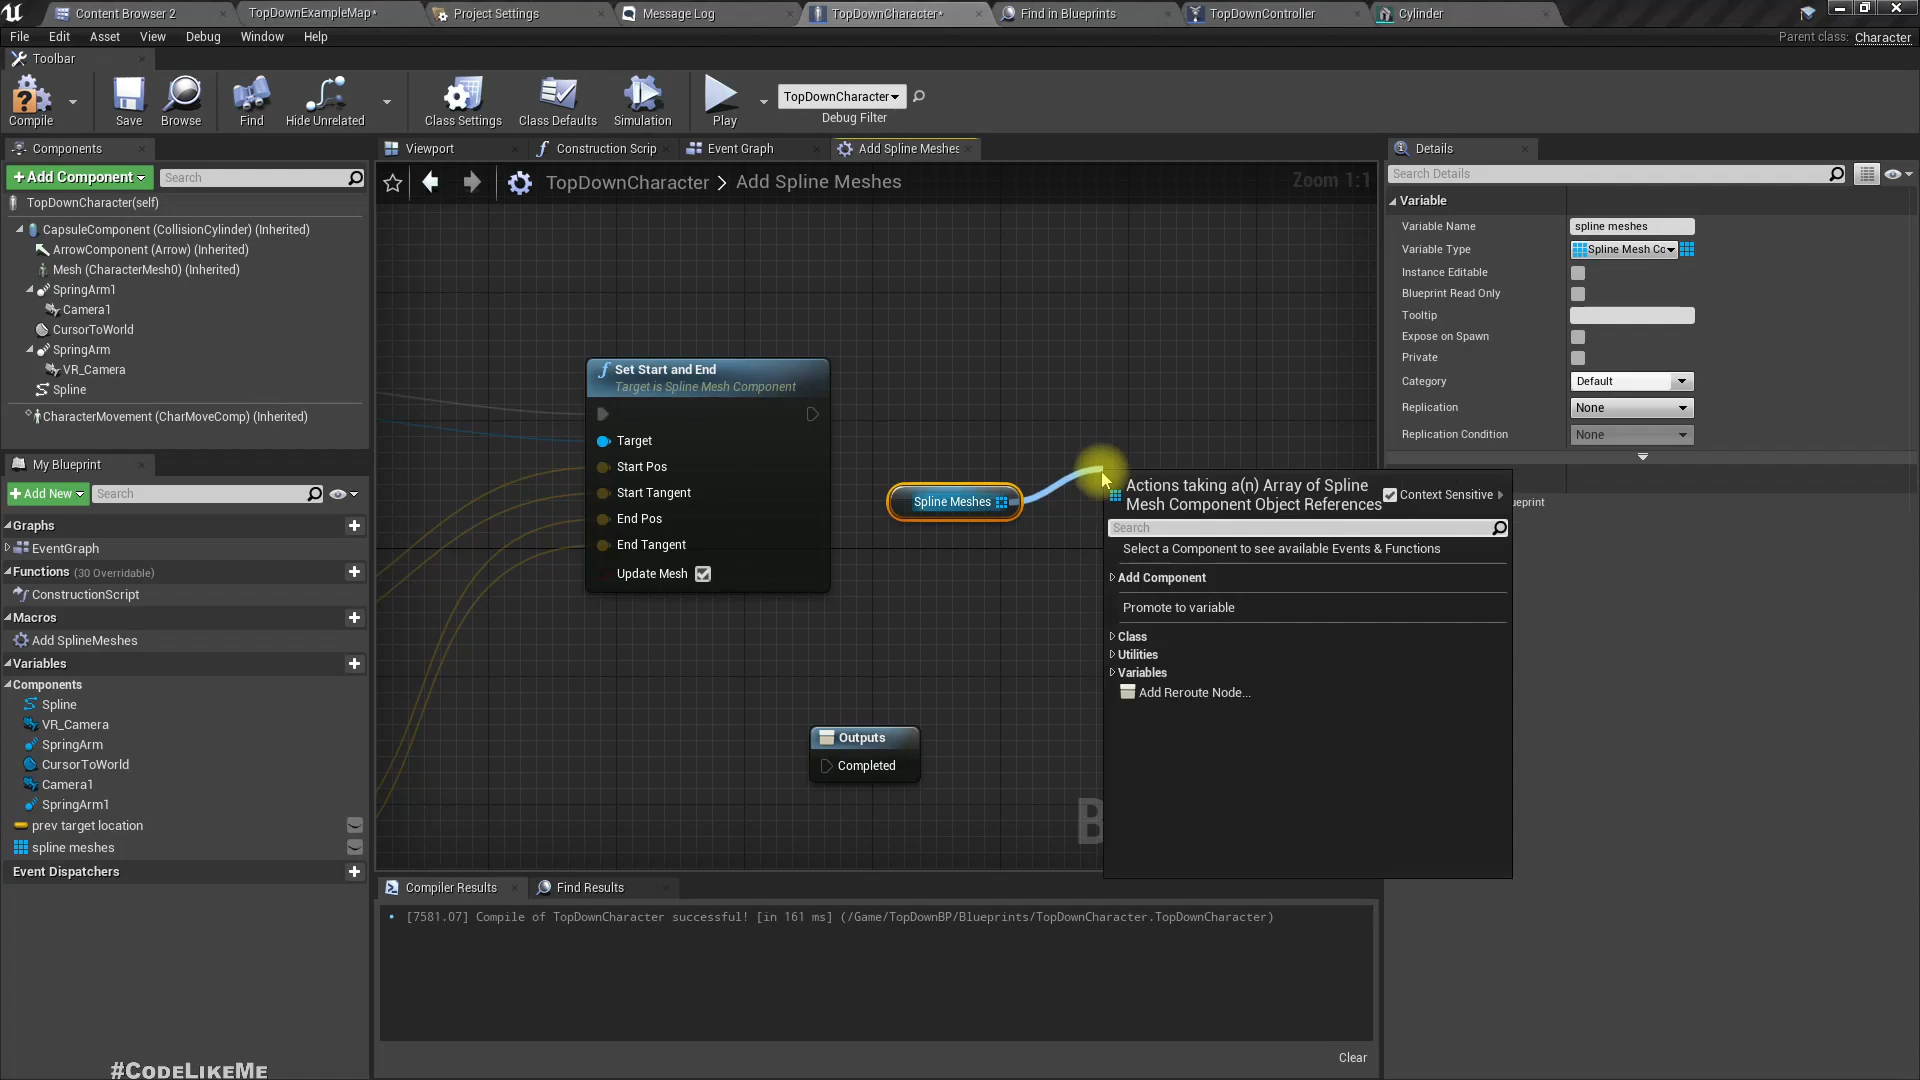 Content Browser 2
TopDownExampleMap*
Project Settings
Message Log
TopDownCharacter*
Find in Blueprints
TopDownController
Cylinder
File Edit Asset View Debug Window Help
Parent class: Character
Toolbar
Compile
Save
Browse
Find
Hide Unrelated
Class Settings
Class Defaults
Simulation
Play
TopDownCharacter
Debug Filter
Components
+Add Component
Search
TopDownCharacter(self)
CapsuleComponent (CollisionCylinder) (Inherited)
ArrowComponent (Arrow) (Inherited)
Mesh (CharacterMesh0) (Inherited)
SpringArm1
Camera1
CursorToWorld
SpringArm
VR_Camera
Spline
CharacterMovement (CharMoveComp) (Inherited)
My Blueprint
+Add New
Search
Graphs
EventGraph
Functions (30 Overridable)
ConstructionScript
Macros
Add SplineMeshes
Variables
Components
Spline
VR_Camera
SpringArm
CursorToWorld
Camera1
SpringArm1
prev target location
spline meshes
Event Dispatchers
#CodeLikeMe
Viewport
Construction Scrip
Event Graph
Add Spline Meshes
TopDownCharacter > Add Spline Meshes
Zoom 1:1
Set Start and End
Target is Spline Mesh Component
Target
Start Pos
Start Tangent
End Pos
End Tangent
Update Mesh
Spline Meshes
Outputs
Completed
B
Actions taking a(n) Array of Spline
Mesh Component Object References
Context Sensitive
Search
Select a Component to see available Events & Functions
Add Component
Promote to variable
Class
Utilities
Variables
Add Reroute Node...
Compiler Results
Find Results
[7581.07] Compile of TopDownCharacter successful! [in 161 ms] (/Game/TopDownBP/Blueprints/TopDownCharacter.TopDownCharacter)
Clear
Details
Search Details
Variable
Variable Name spline meshes
Variable Type Spline Mesh Co
Instance Editable
Blueprint Read Only
Tooltip
Expose on Spawn
Private
Category Default
Replication None
Replication Condition None
eprint